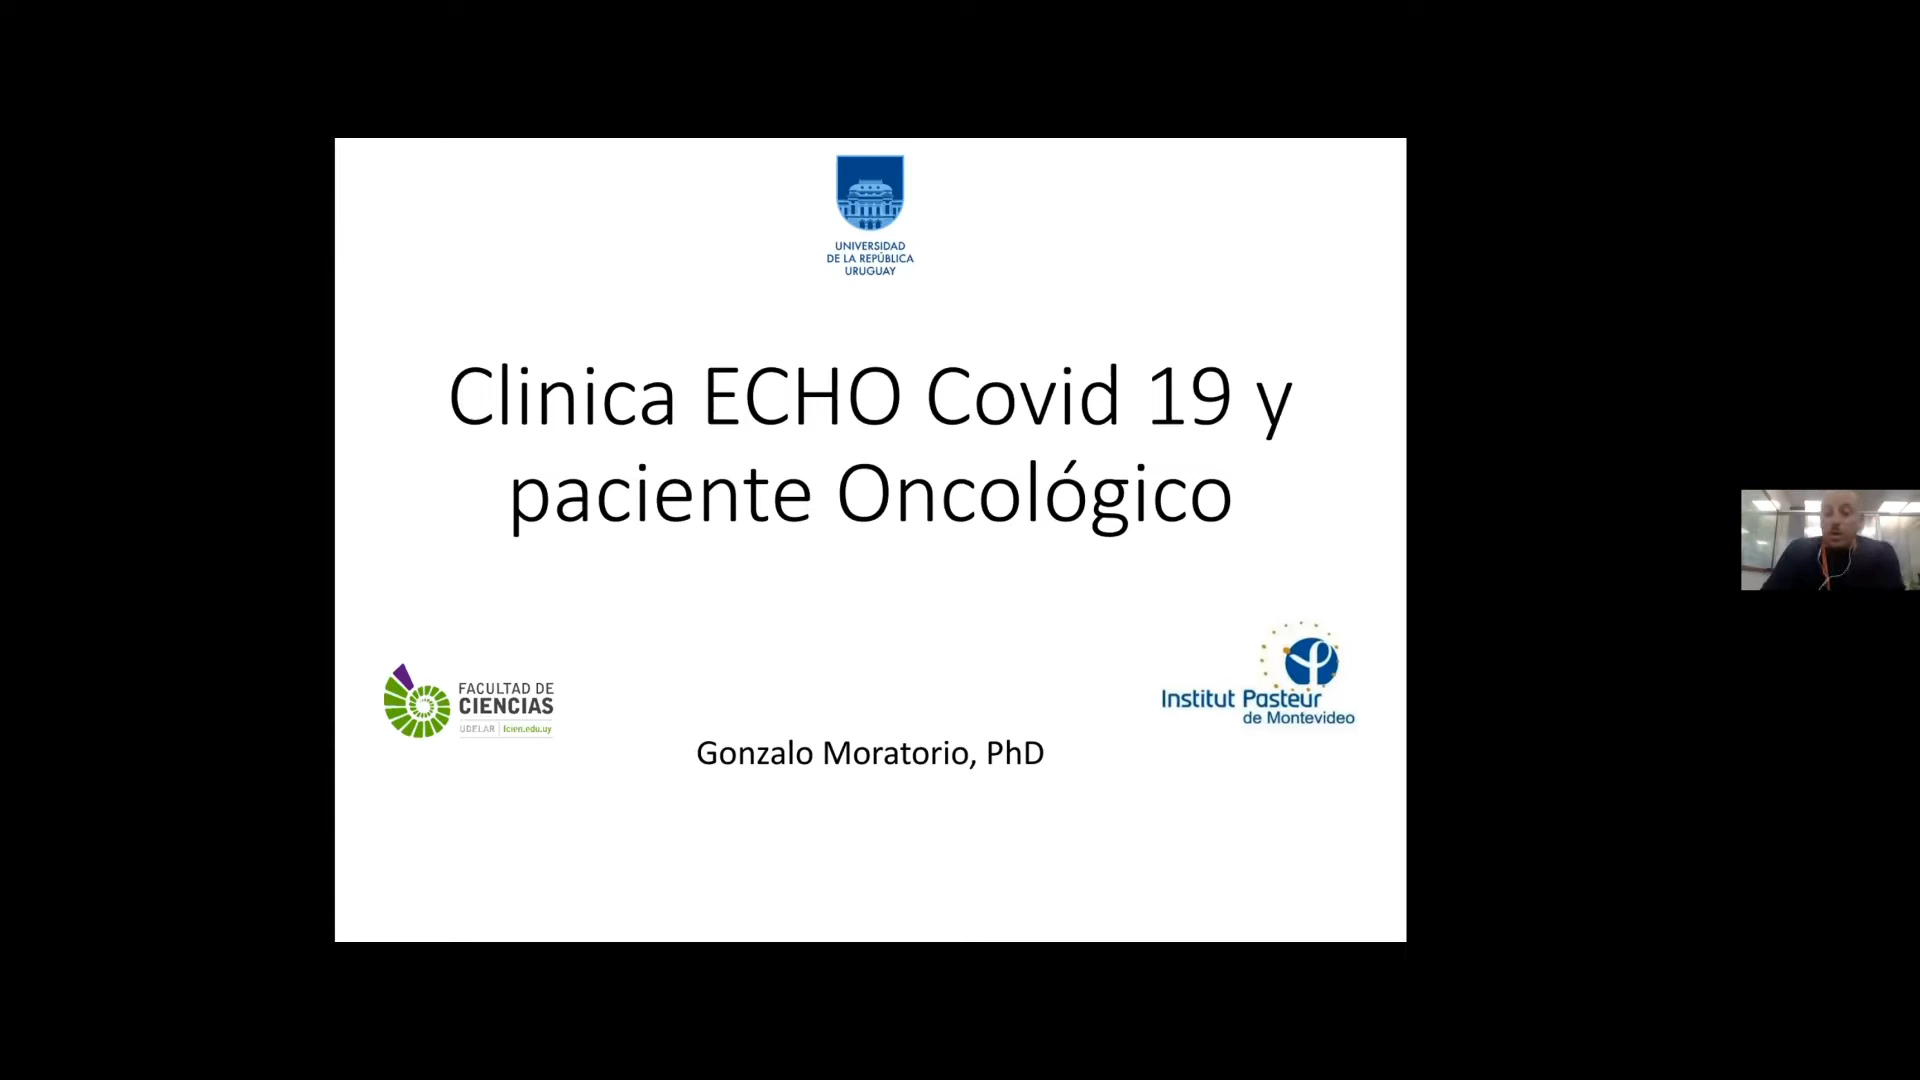 UNIVERSIDAD
DE LA REPÚBLICA
URUGUAY
Clinica ECHO Covid 19 y
paciente Oncológico
FACULTAD DE
CIENCIAS
UDELAR | fcien.edu.uy
Institut Pasteur
de Montevideo
Gonzalo Moratorio, PhD